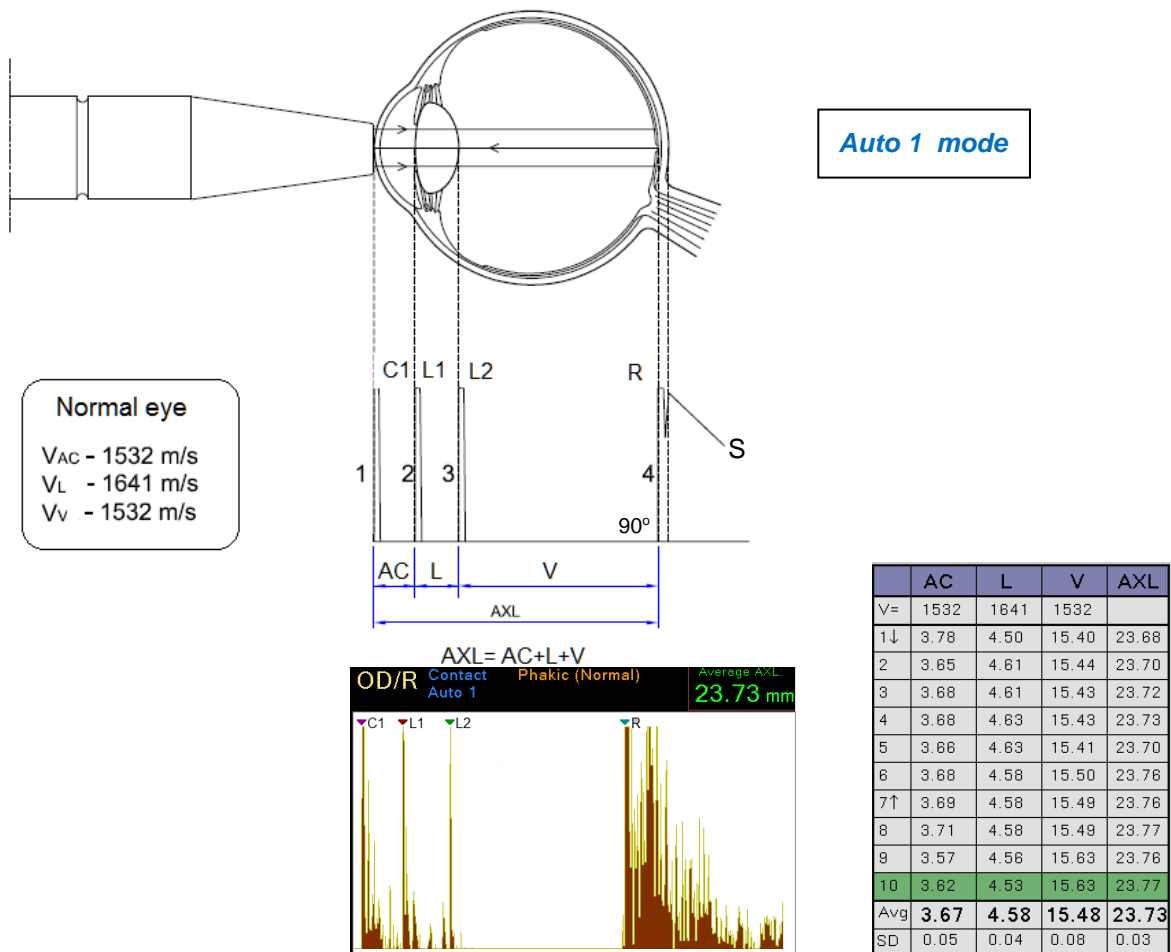 Auto 1 mode
C1 L1 L2 R
Normal eye
VAC - 1532 m/s
VL - 1641 m/s
Vv - 1532 m/s
S
1 2 3 4
90º
AC L V
AXL
AXL= AC+L+V
OD/R Contact Phakic (Normal) Average AXL:
Auto 1 23.73 mm
C1 L1 L2 R
AC L V AXL
V= 1532 1641 1532
1↓ 3.78 4.50 15.40 23.68
2 3.65 4.61 15.44 23.70
3 3.68 4.61 15.43 23.72
4 3.68 4.63 15.43 23.73
5 3.66 4.63 15.41 23.70
6 3.68 4.58 15.50 23.76
7↑ 3.69 4.58 15.49 23.76
8 3.71 4.58 15.49 23.77
9 3.57 4.56 15.63 23.76
10 3.62 4.53 15.63 23.77
Avg 3.67 4.58 15.48 23.73
SD 0.05 0.04 0.08 0.03